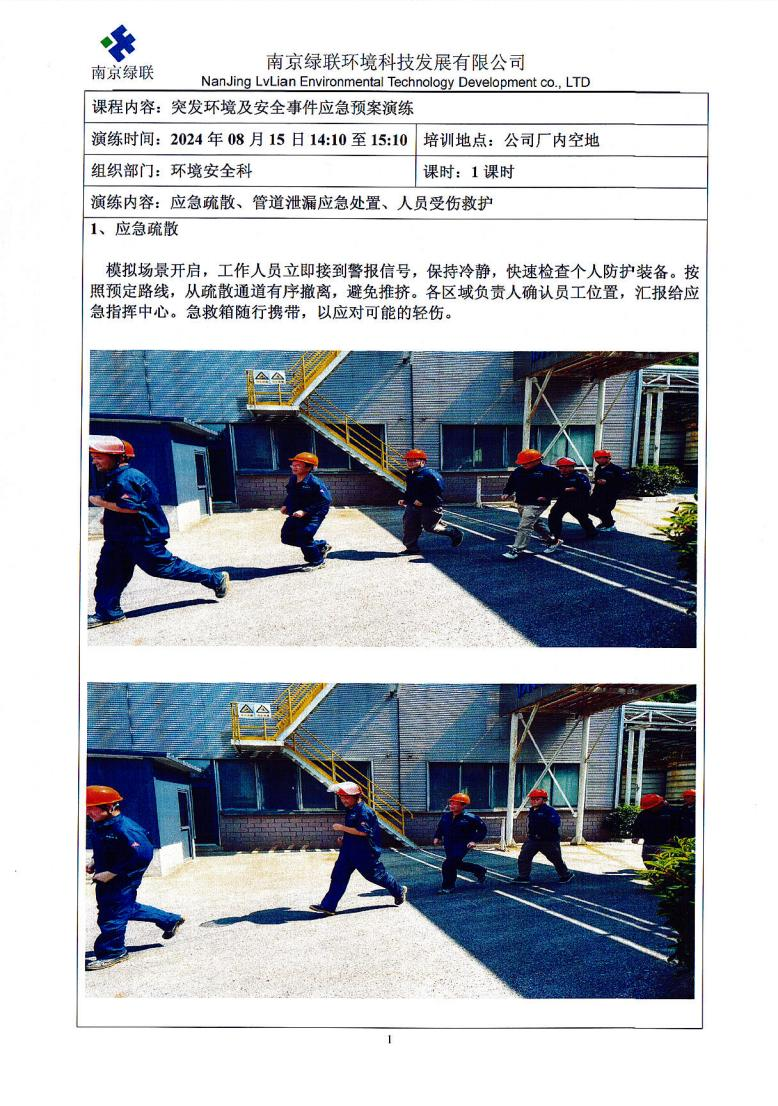 南京绿联
南京绿联环境科技发展有限公司
NanJing LvLian Environmental Technology Development co., LTD
课程内容：突发环境及安全事件应急预案演练
演练时间：2024 年 08 月 15 日 14:10 至 15:10 培训地点：公司厂内空地
组织部门：环境安全科 课时：1 课时
演练内容：应急疏散、管道泄漏应急处置、人员受伤救护
1、应急疏散
模拟场景开启，工作人员立即接到警报信号，保持冷静，快速检查个人防护装备。按
照预定路线，从疏散通道有序撤离，避免推挤。各区域负责人确认员工位置，汇报给应
急指挥中心。急救箱随行携带，以应对可能的轻伤。
1